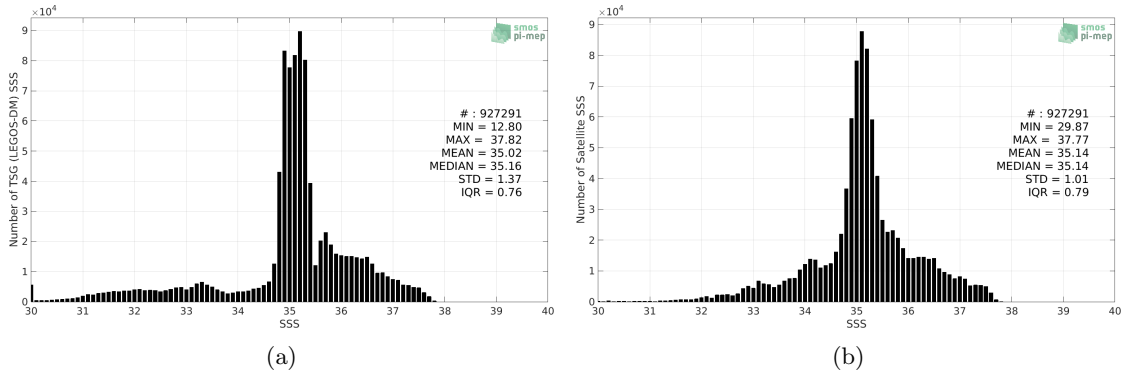 ×10⁴
9
8
7
6
5
4
3
2
1
0
30 31 32 33 34 35 36 37 38 39 40
SSS
Number of TSG (LEGOS-DM) SSS
smos
pi-mep
# : 927291
MIN = 12.80
MAX = 37.82
MEAN = 35.02
MEDIAN = 35.16
STD = 1.37
IQR = 0.76
(a)
×10⁴
9
8
7
6
5
4
3
2
1
0
30 31 32 33 34 35 36 37 38 39 40
SSS
Number of Satellite SSS
smos
pi-mep
# : 927291
MIN = 29.87
MAX = 37.77
MEAN = 35.14
MEDIAN = 35.14
STD = 1.01
IQR = 0.79
(b)